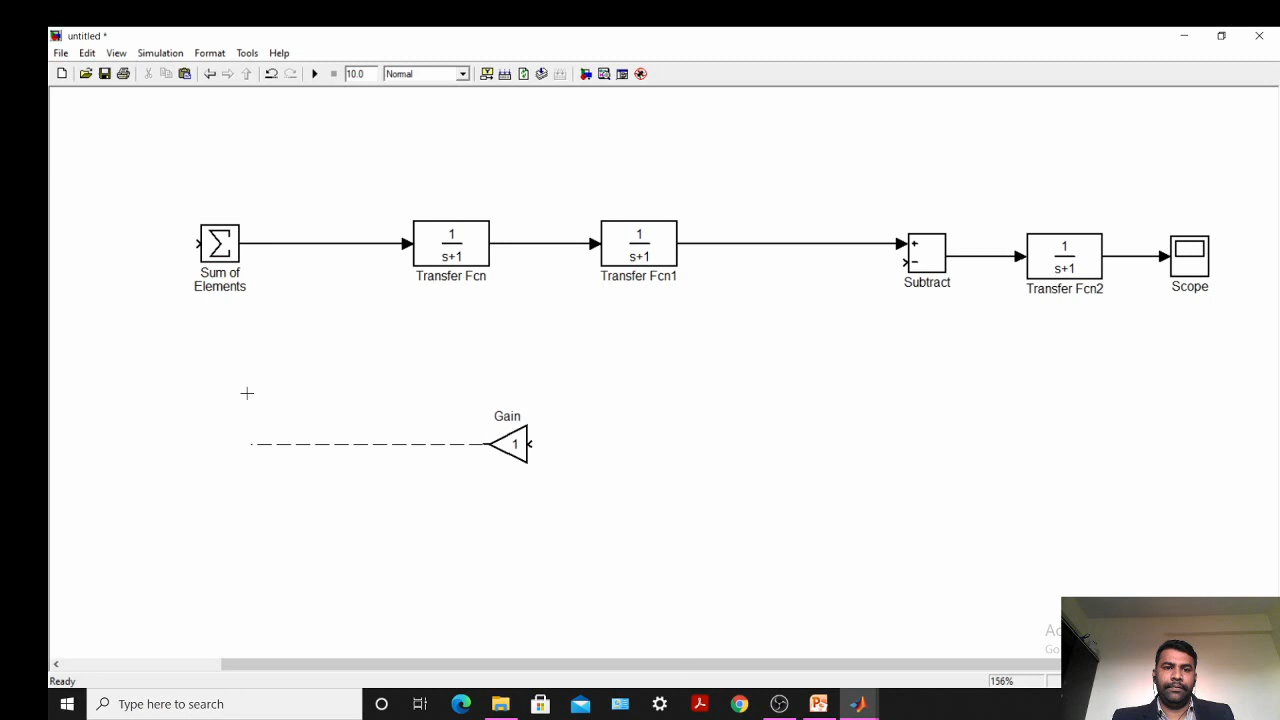 untitled *
File Edit View Simulation Format Tools Help
10.0 Normal
1
s+1
Transfer Fcn
1
s+1
Transfer Fcn1
Sum of
Elements
+
−
Subtract
1
s+1
Transfer Fcn2
Scope
Gain
1
Ready
156%
Type here to search